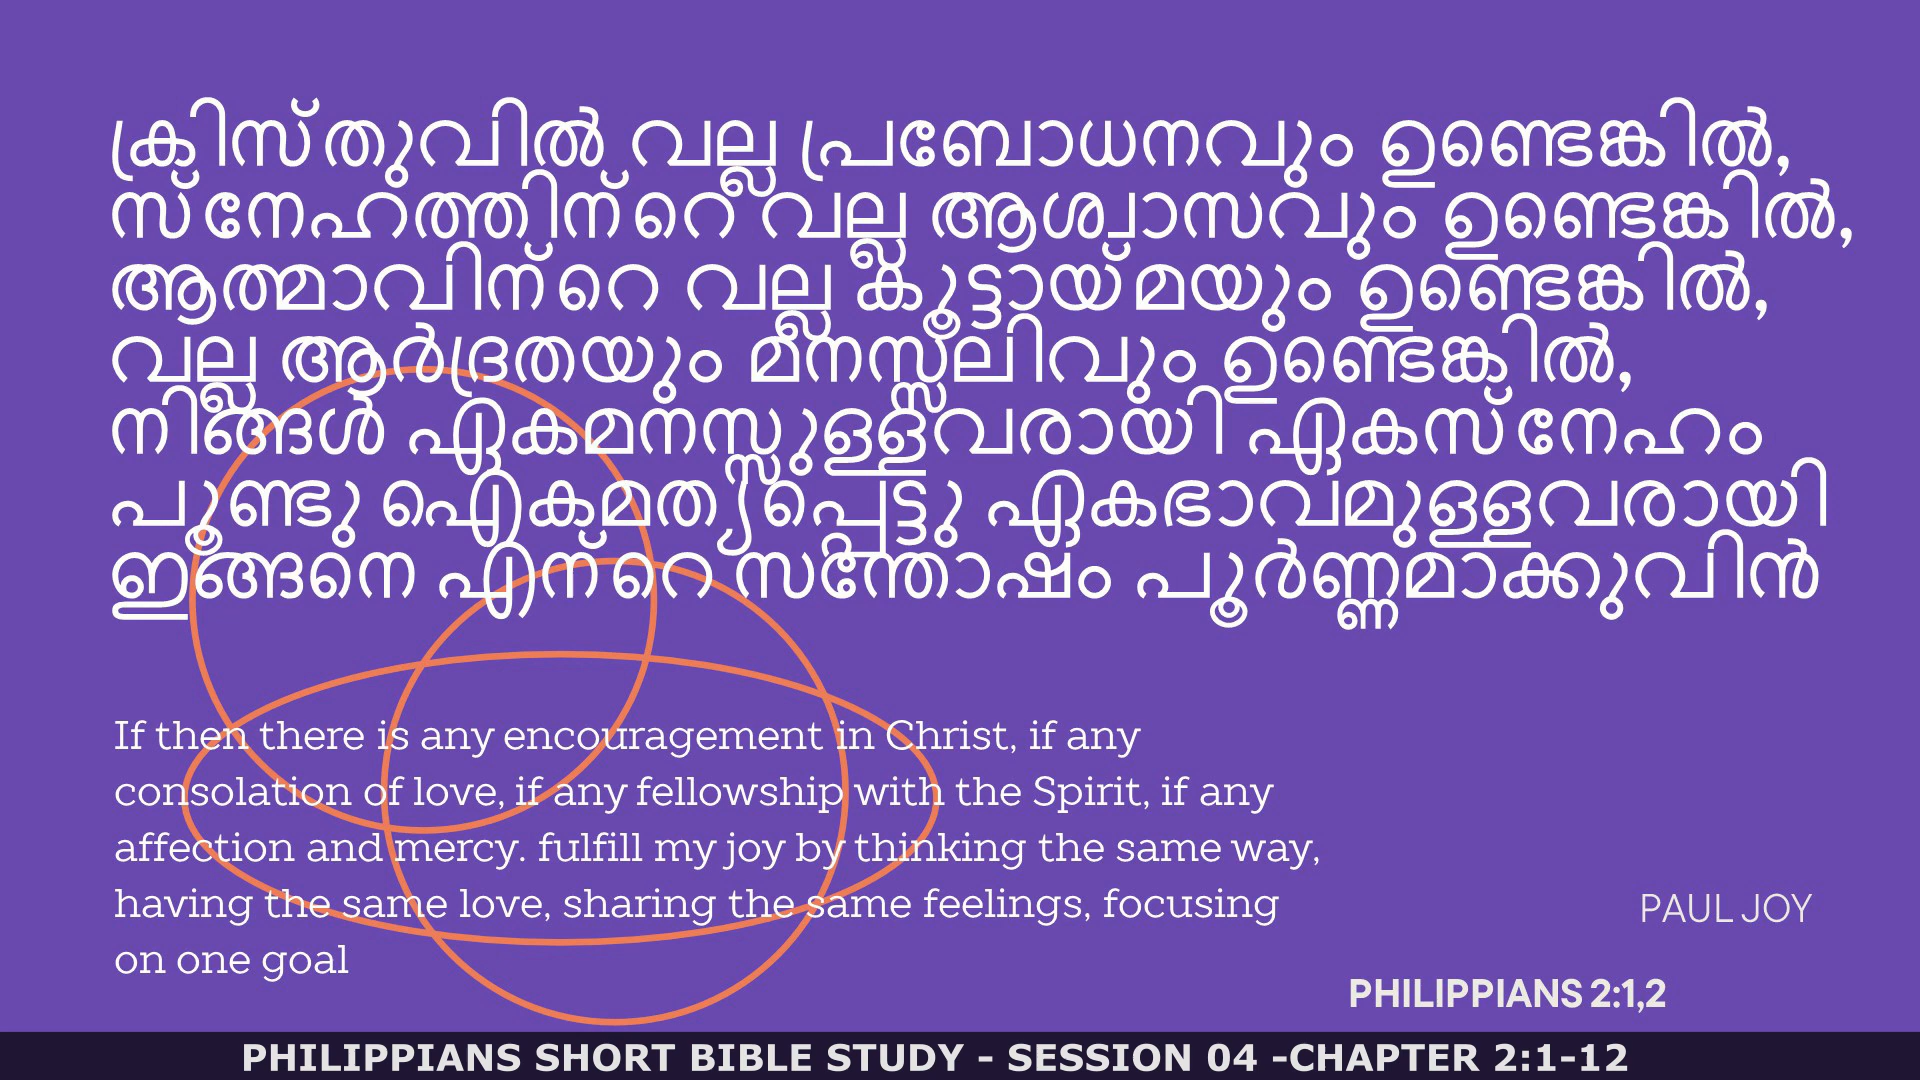 ക്രിസ്തുവിൽ വല്ല പ്രബോധനവും ഉണ്ടെങ്കിൽ,
സ്നേഹത്തിന്റെ വല്ല ആശ്വാസവും ഉണ്ടെങ്കിൽ,
ആത്മാവിന്റെ വല്ല കൂട്ടായ്മയും ഉണ്ടെങ്കിൽ,
വല്ല ആർദ്രതയും മനസ്സലിവും ഉണ്ടെങ്കിൽ,
നിങ്ങൾ ഏകമനസ്സുള്ളവരായി ഏകസ്നേഹം
പൂണ്ടു ഐകമത്യപ്പെട്ടു ഏകഭാവമുള്ളവരായി
ഇങ്ങനെ എന്റെ സന്തോഷം പൂർണ്ണമാക്കുവിൻ
If then there is any encouragement in Christ, if any
consolation of love, if any fellowship with the Spirit, if any
affection and mercy. fulfill my joy by thinking the same way,
having the same love, sharing the same feelings, focusing
on one goal
PAUL JOY
PHILIPPIANS 2:1,2
PHILIPPIANS SHORT BIBLE STUDY - SESSION 04 -CHAPTER 2:1-12